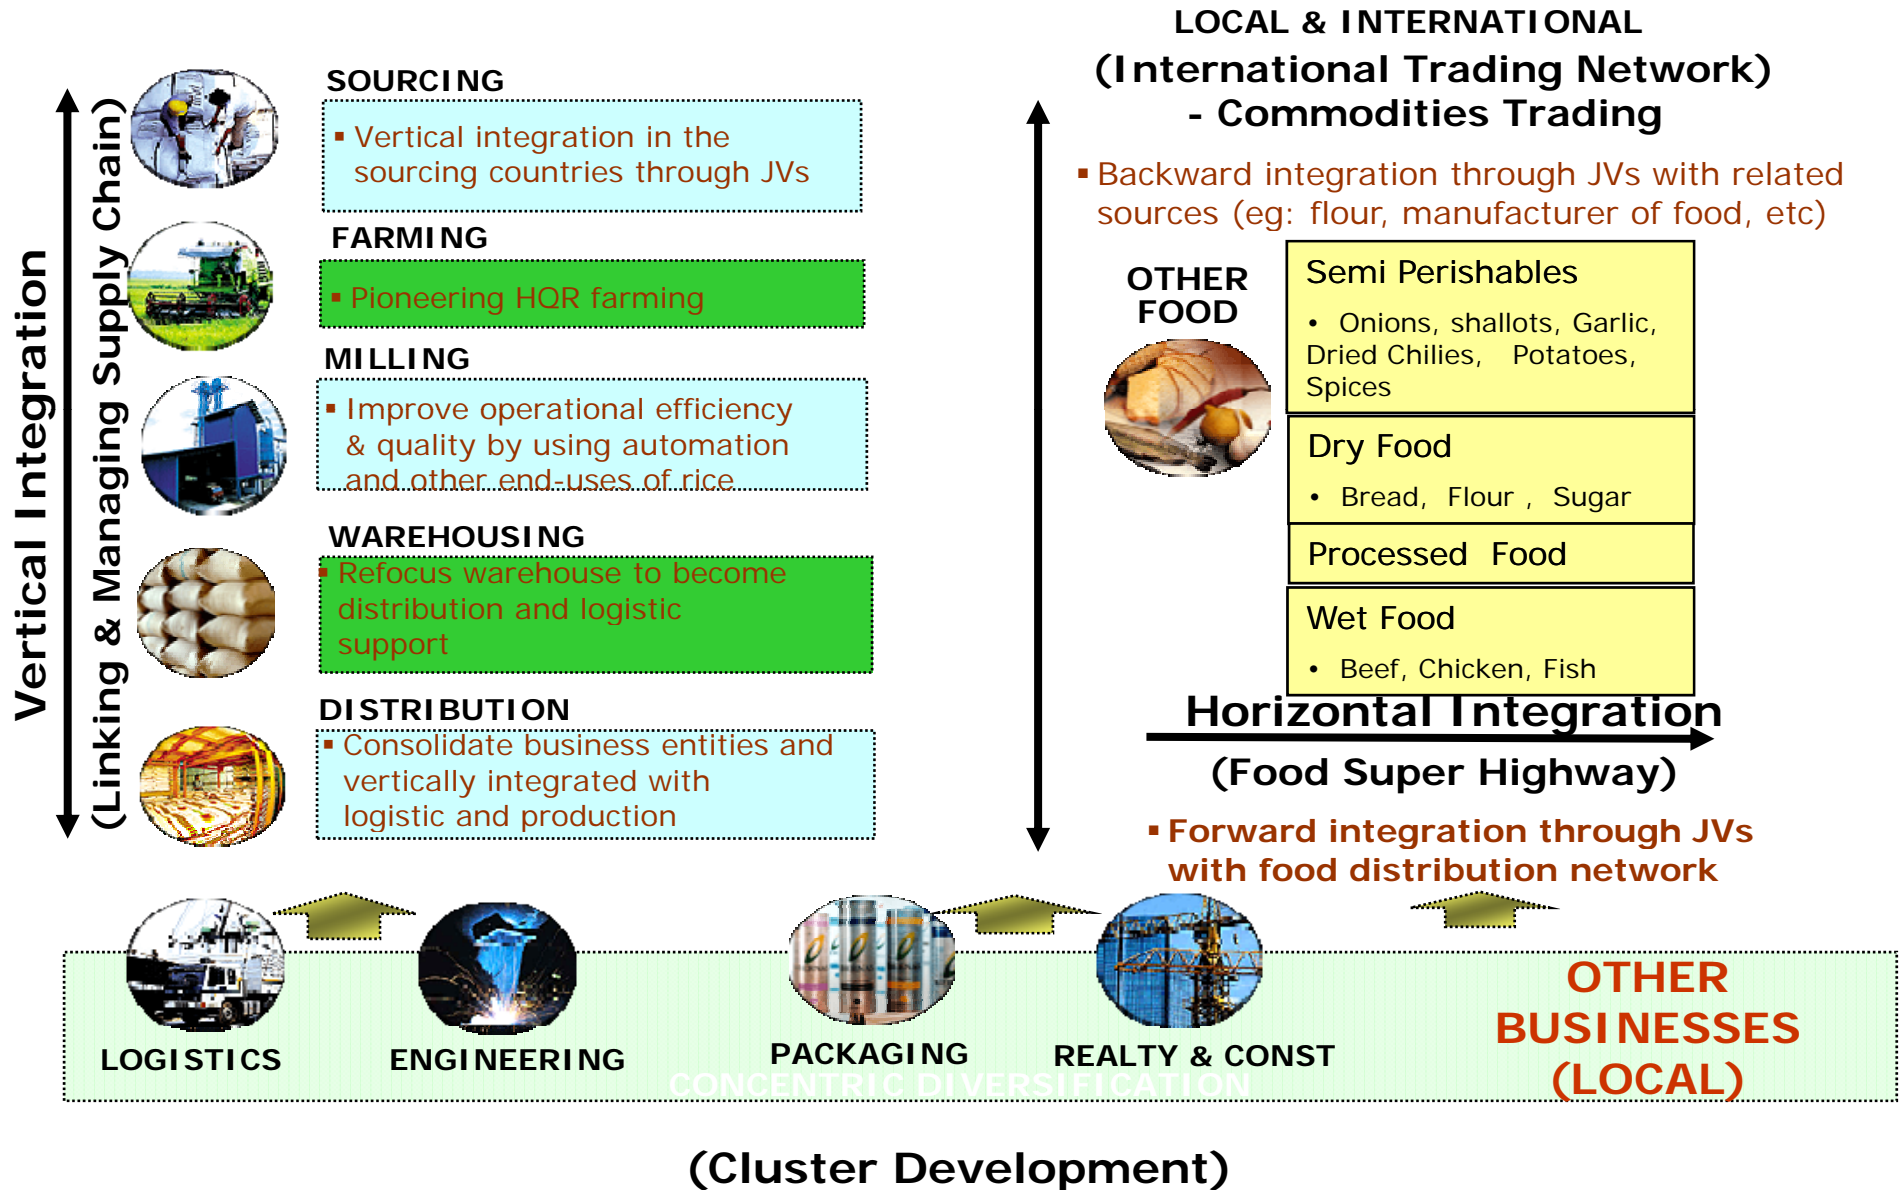 LOCAL & INTERNATIONAL
(International Trading Network)
- Commodities Trading
▪ Backward integration through JVs with related
sources (eg: flour, manufacturer of food, etc)
Vertical Integration
(Linking & Managing Supply Chain)
SOURCING
▪ Vertical integration in the
sourcing countries through JVs
FARMING
▪ Pioneering HQR farming
MILLING
▪ Improve operational efficiency
& quality by using automation
and other end-uses of rice
WAREHOUSING
▪ Refocus warehouse to become
distribution and logistic
support
DISTRIBUTION
▪ Consolidate business entities and
vertically integrated with
logistic and production
OTHER
FOOD
Semi Perishables
• Onions, shallots, Garlic,
Dried Chilies, Potatoes,
Spices
Dry Food
• Bread, Flour , Sugar
Processed Food
Wet Food
• Beef, Chicken, Fish
Horizontal Integration
(Food Super Highway)
▪ Forward integration through JVs
with food distribution network
LOGISTICS
ENGINEERING
PACKAGING
REALTY & CONST
CONCENTRIC DIVERSIFICATION
OTHER
BUSINESSES
(LOCAL)
(Cluster Development)